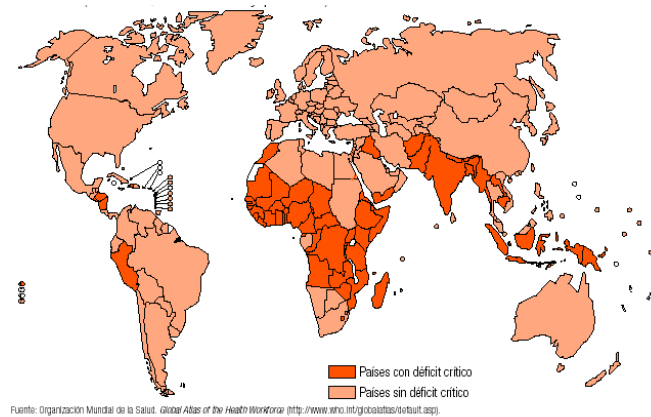 Países con déficit crítico
Países sin déficit crítico
Fuente: Organización Mundial de la Salud. Global Atlas of the Health Workforce (http://www.who.int/globalatlas/default.asp).